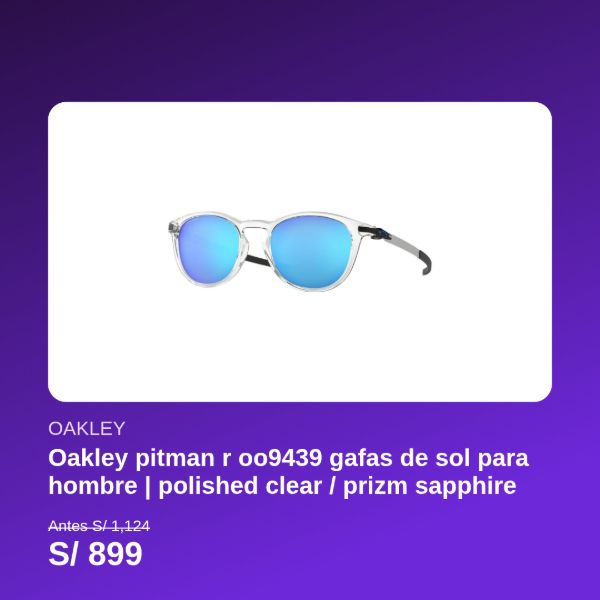 OAKLEY
Oakley pitman r oo9439 gafas de sol para
hombre | polished clear / prizm sapphire
Antes S/ 1,124
S/ 899